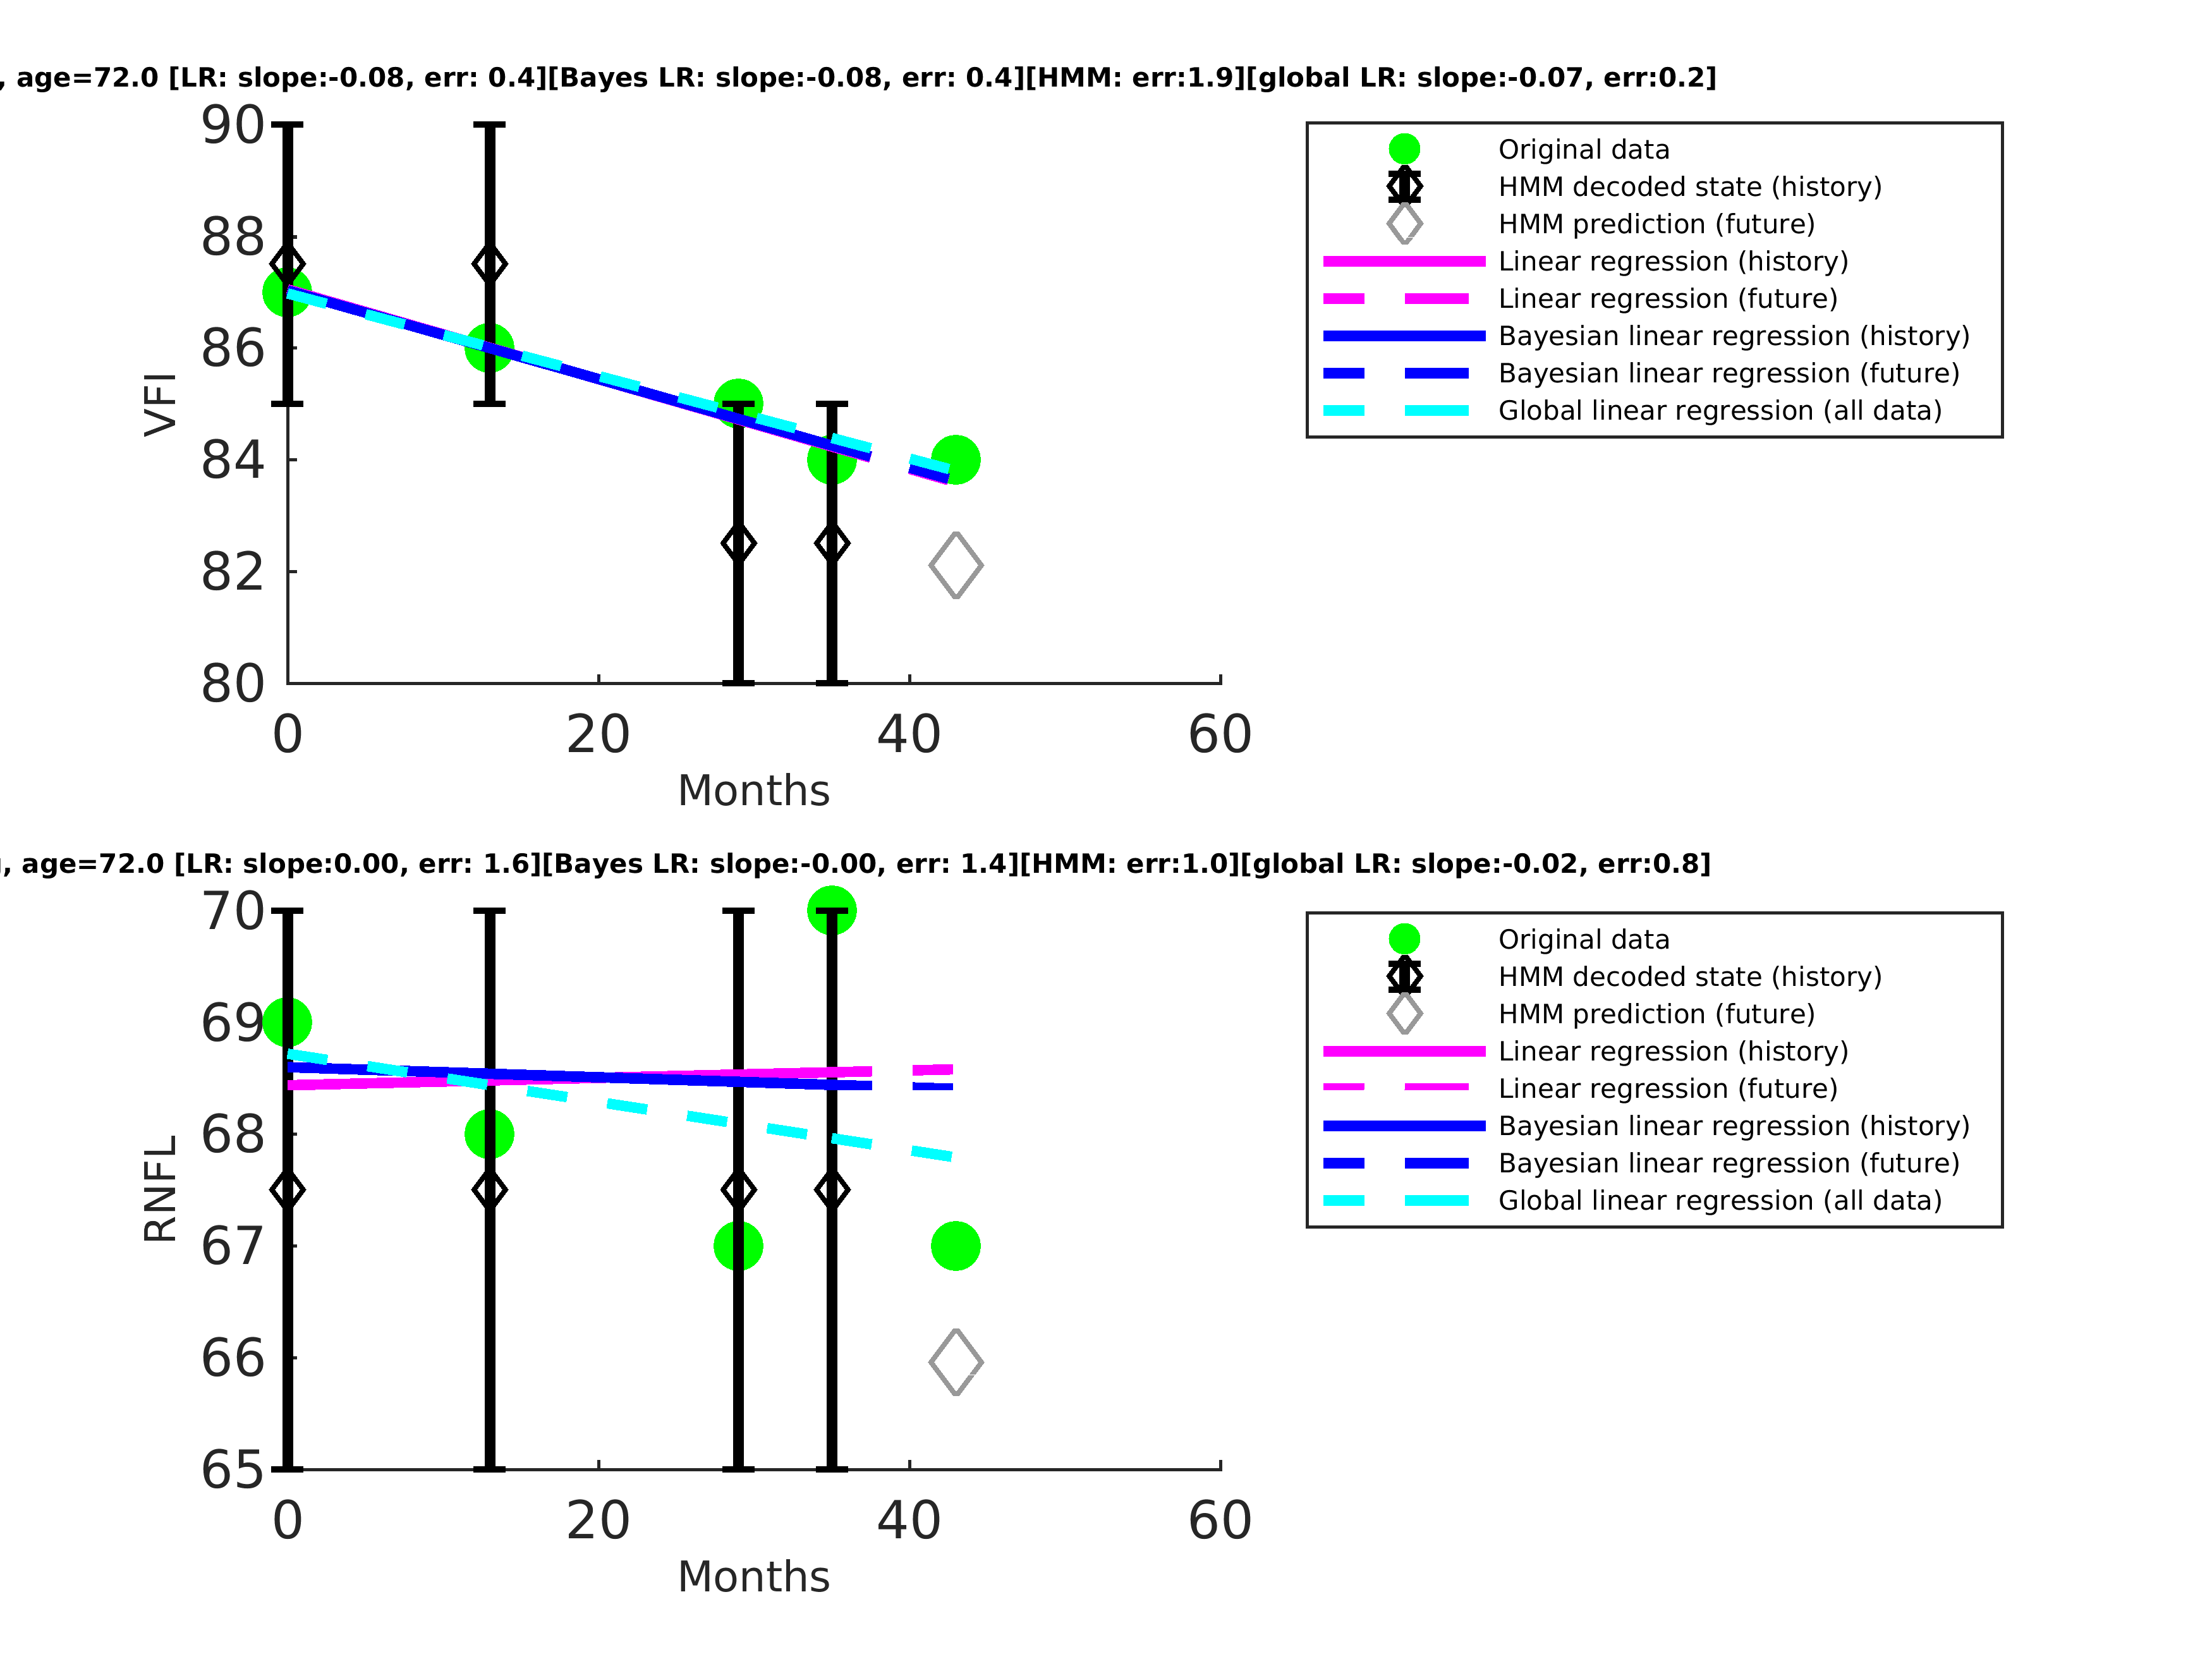 , age=72.0 [LR: slope:-0.08, err: 0.4][Bayes LR: slope:-0.08, err: 0.4][HMM: err:1.9][global LR: slope:-0.07, err:0.2]
90
88
86
84
82
80
VFI
0 20 40 60
Months
Original data
HMM decoded state (history)
HMM prediction (future)
Linear regression (history)
Linear regression (future)
Bayesian linear regression (history)
Bayesian linear regression (future)
Global linear regression (all data)
, age=72.0 [LR: slope:0.00, err: 1.6][Bayes LR: slope:-0.00, err: 1.4][HMM: err:1.0][global LR: slope:-0.02, err:0.8]
70
69
68
67
66
65
RNFL
0 20 40 60
Months
Original data
HMM decoded state (history)
HMM prediction (future)
Linear regression (history)
Linear regression (future)
Bayesian linear regression (history)
Bayesian linear regression (future)
Global linear regression (all data)